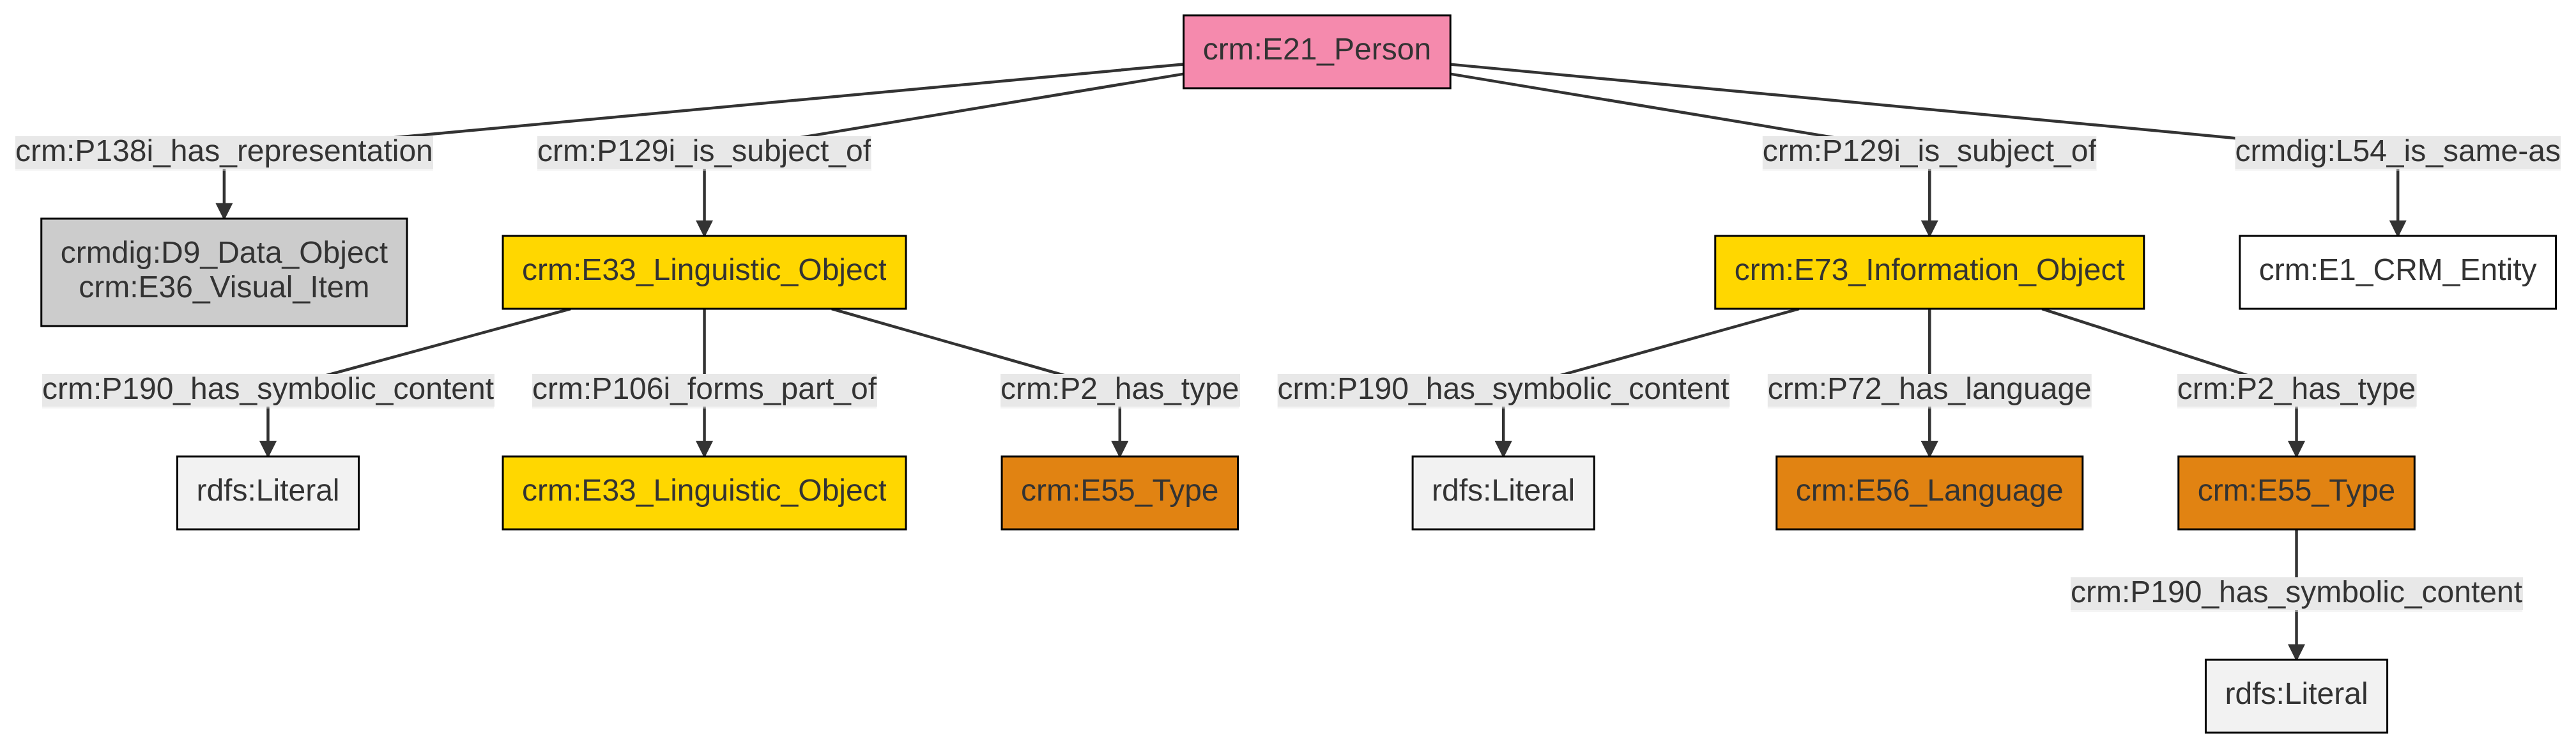 crm:E21_Person
crm:P138i_has_representation
crm:P129i_is_subject_of
crm:P129i_is_subject_of
crmdig:L54_is_same-as
crmdig:D9_Data_Object
crm:E36_Visual_Item
crm:E33_Linguistic_Object
crm:E73_Information_Object
crm:E1_CRM_Entity
crm:P190_has_symbolic_content
crm:P106i_forms_part_of
crm:P2_has_type
crm:P190_has_symbolic_content
crm:P72_has_language
crm:P2_has_type
rdfs:Literal
crm:E33_Linguistic_Object
crm:E55_Type
rdfs:Literal
crm:E56_Language
crm:E55_Type
crm:P190_has_symbolic_content
rdfs:Literal